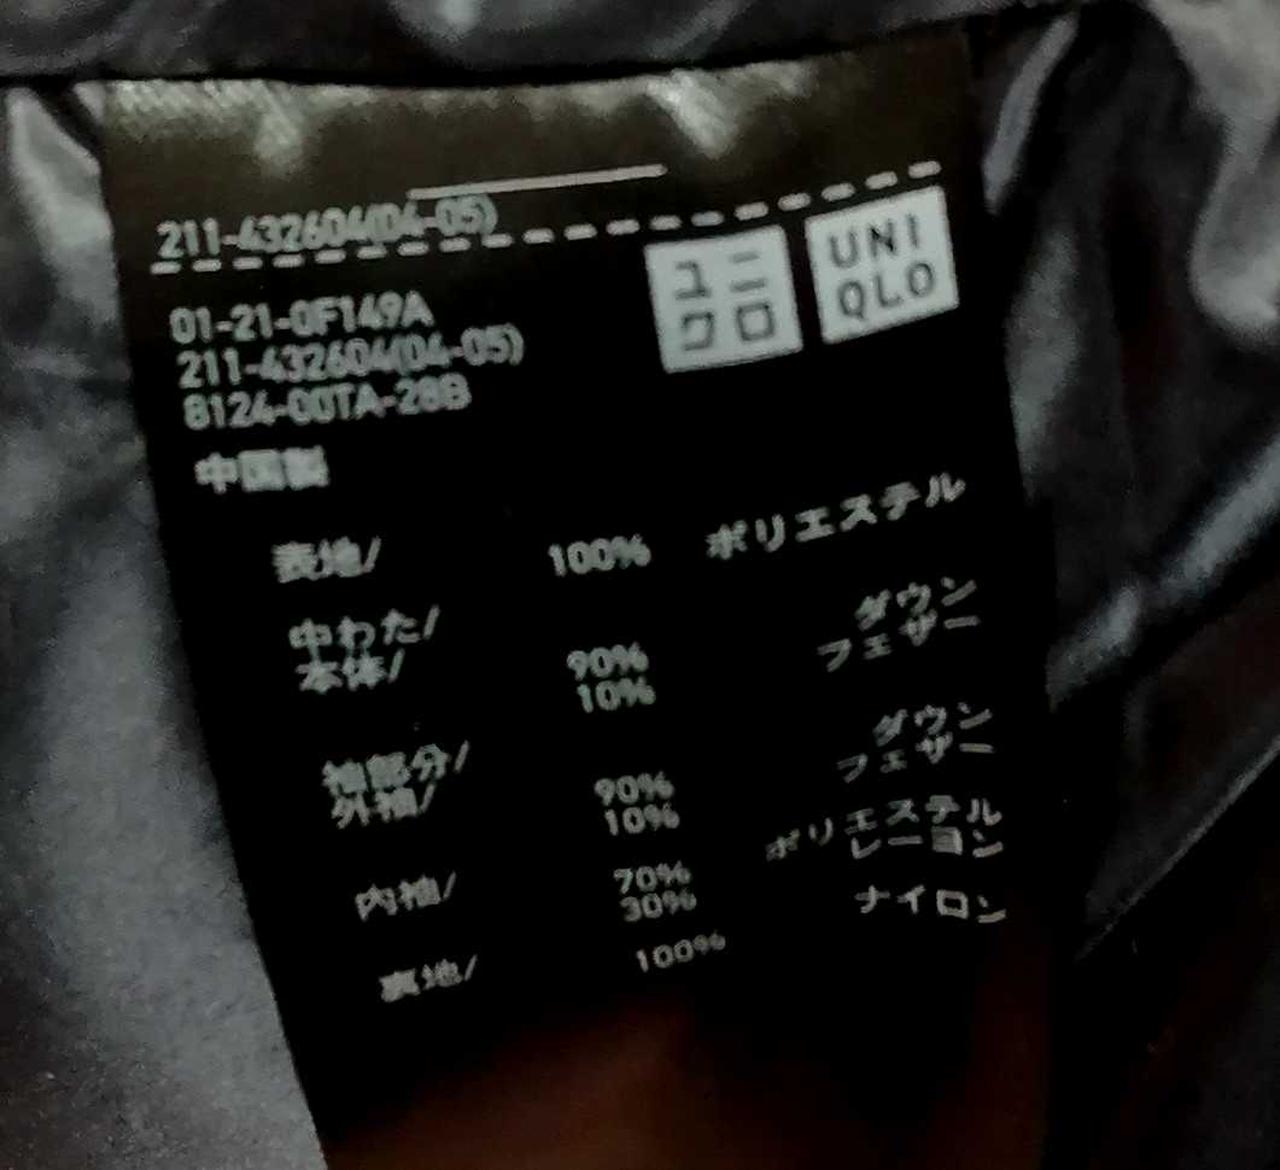 211-432604(04-05)
ユニ
クロ
UNI
QLO
01-21-0F149A
211-432604(04-05)
8124-00TA-28B
中国製
表地/ 100% ポリエステル
中わた/
本体/ 90% ダウン
10% フェザー
袖部分/
外袖/ 90% ダウン
10% フェザー
内袖/ 70% ポリエステル
30% レーヨン
裏地/ 100% ナイロン